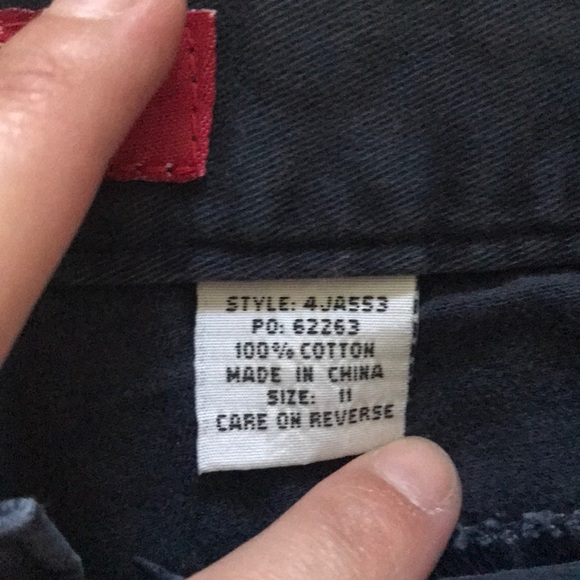 STYLE: 4JA553
PO: 62263
100% COTTON
MADE IN CHINA
SIZE: 11
CARE ON REVERSE